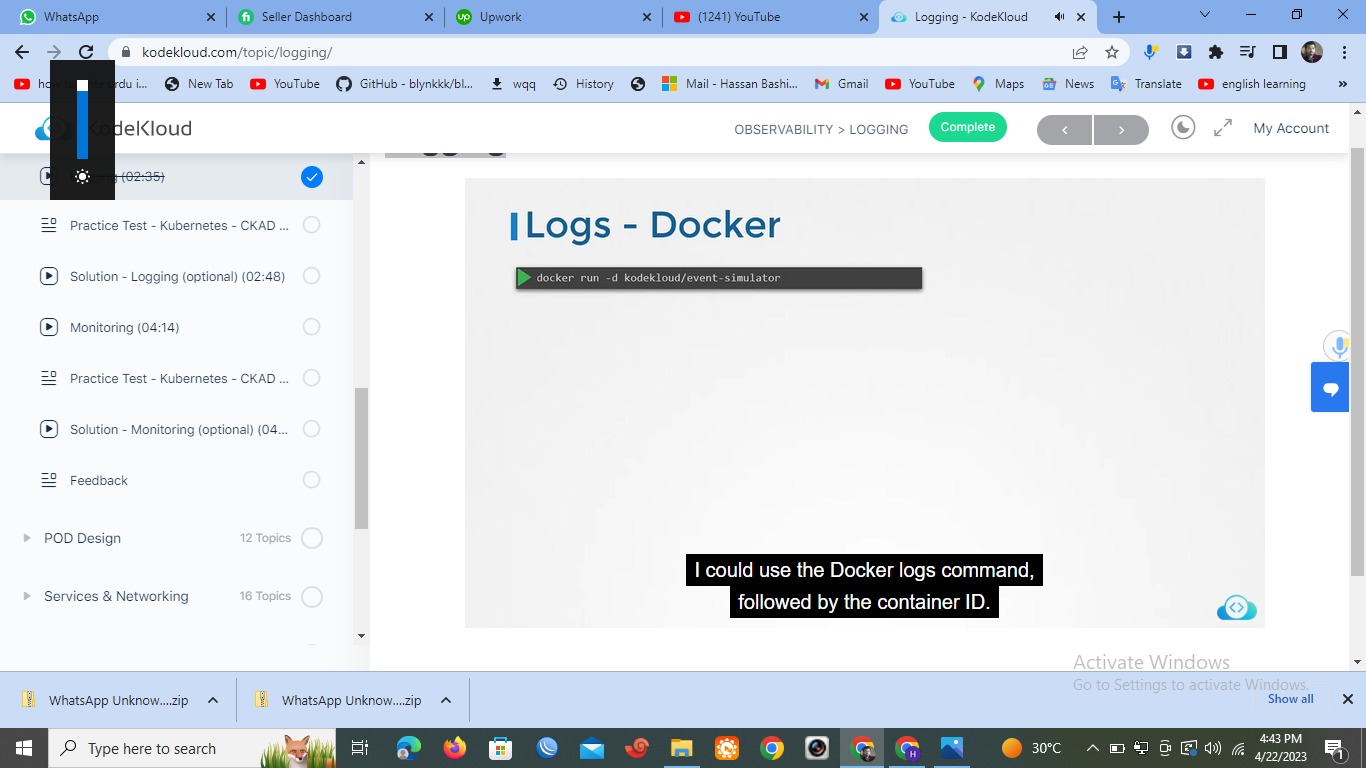 WhatsApp
Seller Dashboard
Upwork
(1241) YouTube
Logging - KodeKloud
kodekloud.com/topic/logging/
urdu i...
New Tab
YouTube
GitHub - blynkkk/bl...
wqq
History
Mail - Hassan Bashi...
Gmail
YouTube
Maps
News
Translate
english learning
»
KodeKloud
OBSERVABILITY > LOGGING
Complete
My Account
(02:35)
Practice Test - Kubernetes - CKAD ...
Solution - Logging (optional) (02:48)
Monitoring (04:14)
Practice Test - Kubernetes - CKAD ...
Solution - Monitoring (optional) (04...
Feedback
POD Design
12 Topics
Services & Networking
16 Topics
Logs - Docker
docker run -d kodekloud/event-simulator
I could use the Docker logs command,
followed by the container ID.
Activate Windows
Go to Settings to activate Windows.
WhatsApp Unknow....zip
WhatsApp Unknow....zip
Show all
Type here to search
30°C
4:43 PM
4/22/2023
1